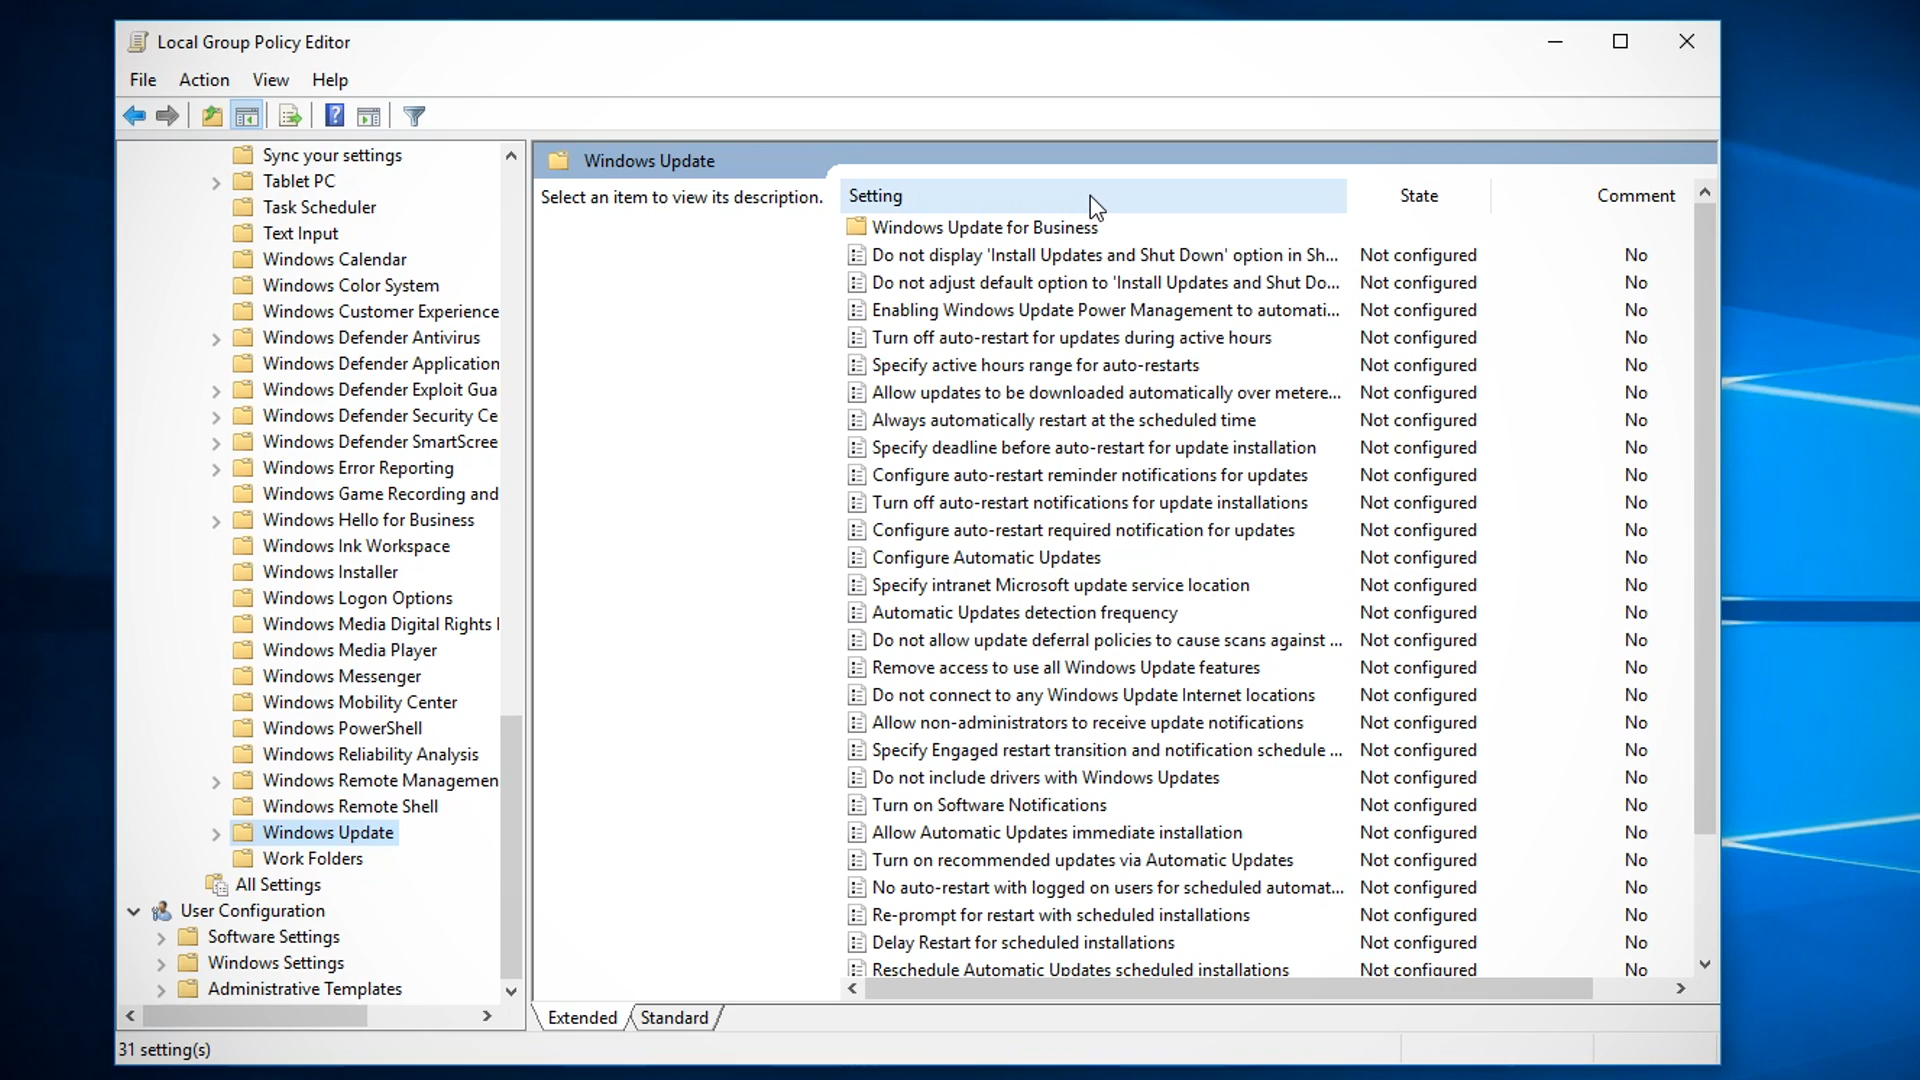 Local Group Policy Editor
File Action View Help
Sync your settings
Tablet PC
Task Scheduler
Text Input
Windows Calendar
Windows Color System
Windows Customer Experience
Windows Defender Antivirus
Windows Defender Application
Windows Defender Exploit Gua
Windows Defender Security Ce
Windows Defender SmartScree
Windows Error Reporting
Windows Game Recording and
Windows Hello for Business
Windows Ink Workspace
Windows Installer
Windows Logon Options
Windows Media Digital Rights
Windows Media Player
Windows Messenger
Windows Mobility Center
Windows PowerShell
Windows Reliability Analysis
Windows Remote Managemen
Windows Remote Shell
Windows Update
Work Folders
All Settings
User Configuration
Software Settings
Windows Settings
Administrative Templates
Windows Update
Select an item to view its description.
Setting State Comment
Windows Update for Business
Do not display 'Install Updates and Shut Down' option in Sh... Not configured No
Do not adjust default option to 'Install Updates and Shut Do... Not configured No
Enabling Windows Update Power Management to automati... Not configured No
Turn off auto-restart for updates during active hours Not configured No
Specify active hours range for auto-restarts Not configured No
Allow updates to be downloaded automatically over metere... Not configured No
Always automatically restart at the scheduled time Not configured No
Specify deadline before auto-restart for update installation Not configured No
Configure auto-restart reminder notifications for updates Not configured No
Turn off auto-restart notifications for update installations Not configured No
Configure auto-restart required notification for updates Not configured No
Configure Automatic Updates Not configured No
Specify intranet Microsoft update service location Not configured No
Automatic Updates detection frequency Not configured No
Do not allow update deferral policies to cause scans against ... Not configured No
Remove access to use all Windows Update features Not configured No
Do not connect to any Windows Update Internet locations Not configured No
Allow non-administrators to receive update notifications Not configured No
Specify Engaged restart transition and notification schedule ... Not configured No
Do not include drivers with Windows Updates Not configured No
Turn on Software Notifications Not configured No
Allow Automatic Updates immediate installation Not configured No
Turn on recommended updates via Automatic Updates Not configured No
No auto-restart with logged on users for scheduled automat... Not configured No
Re-prompt for restart with scheduled installations Not configured No
Delay Restart for scheduled installations Not configured No
Reschedule Automatic Updates scheduled installations Not configured No
Extended Standard
31 setting(s)